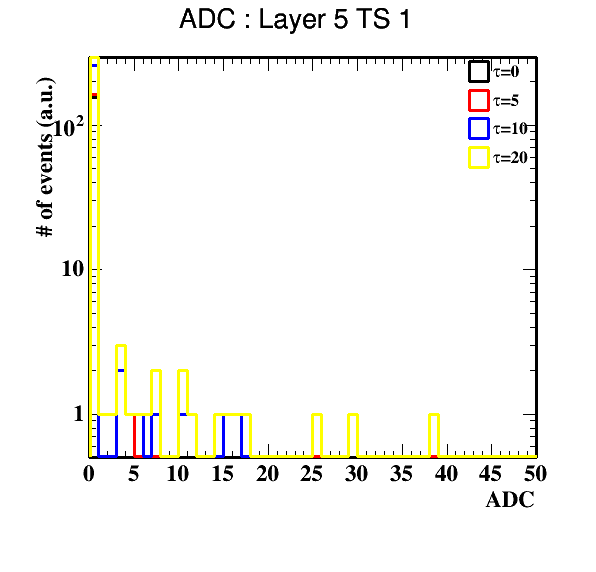 ADC : Layer 5 TS 1
# of events (a.u.)
τ=0
τ=5
τ=10
τ=20
10²
10
1
0 5 10 15 20 25 30 35 40 45 50
ADC